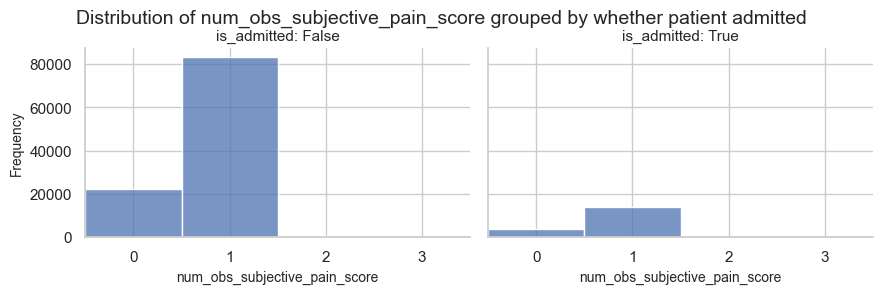 Distribution of num_obs_subjective_pain_score grouped by whether patient admitted
is_admitted: False
is_admitted: True
Frequency
80000
60000
40000
20000
0
0 1 2 3
0 1 2 3
num_obs_subjective_pain_score
num_obs_subjective_pain_score